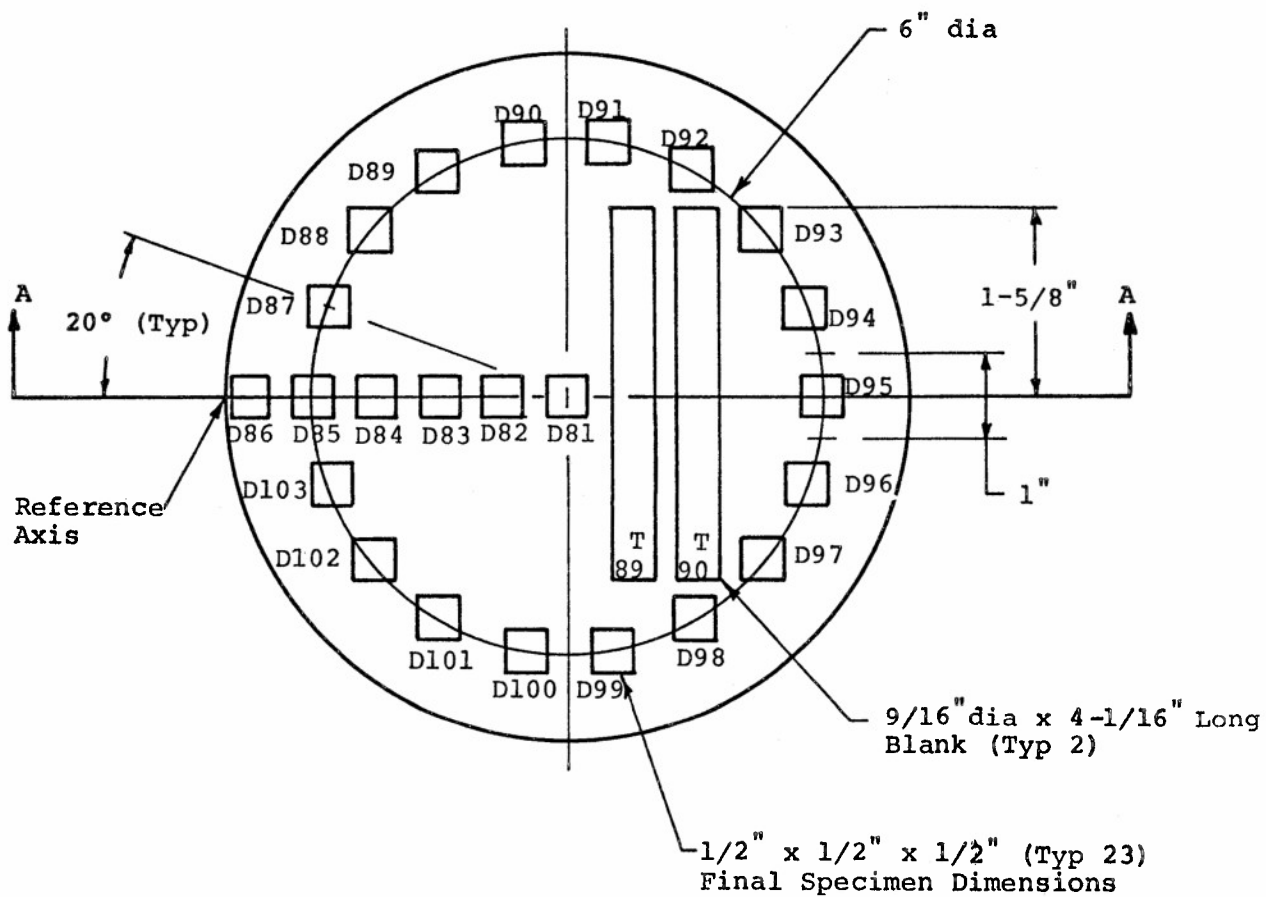 6" dia
D90
D91
D92
D89
D88
D93
D87
1-5/8"
A
A
20° (Typ)
D94
D95
D86
D85
D84
D83
D82
D81
D103
D96
1"
Reference
Axis
D102
T
89
T
90
D97
D101
D100
D99
D98
9/16" dia x 4-1/16" Long
Blank (Typ 2)
1/2" x 1/2" x 1/2" (Typ 23)
Final Specimen Dimensions